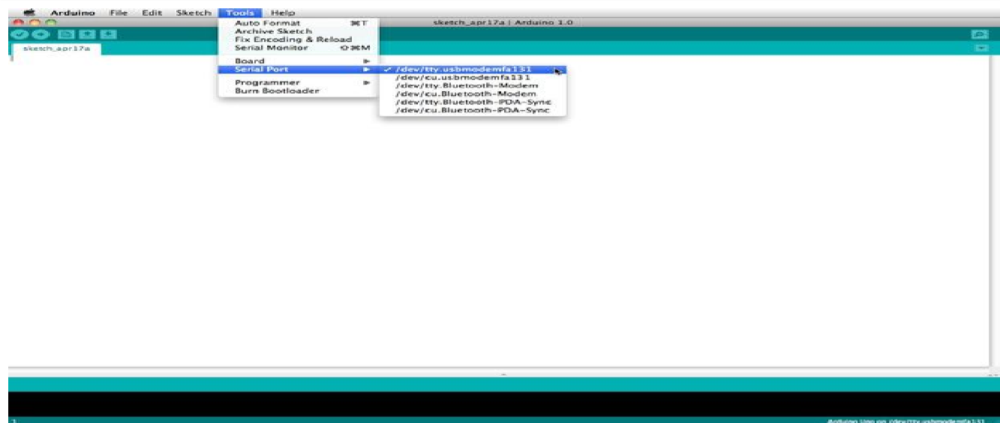 Arduino File Edit Sketch Tools Help
sketch_apr17a | Arduino 1.0
sketch_apr17a
Auto Format ⌘T
Archive Sketch
Fix Encoding & Reload
Serial Monitor ⇧⌘M
Board
Serial Port
Programmer
Burn Bootloader
✓ /dev/tty.usbmodemfa131
/dev/cu.usbmodemfa131
/dev/tty.Bluetooth-Modem
/dev/cu.Bluetooth-Modem
/dev/tty.Bluetooth-PDA-Sync
/dev/cu.Bluetooth-PDA-Sync
1
Arduino Uno on /dev/tty.usbmodemfa131